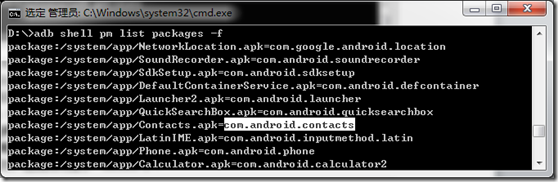 选定 管理员: C:\Windows\system32\cmd.exe
D:\>adb shell pm list packages -f
package:/system/app/NetworkLocation.apk=com.google.android.location
package:/system/app/SoundRecorder.apk=com.android.soundrecorder
package:/system/app/SdkSetup.apk=com.android.sdksetup
package:/system/app/DefaultContainerService.apk=com.android.defcontainer
package:/system/app/Launcher2.apk=com.android.launcher
package:/system/app/QuickSearchBox.apk=com.android.quicksearchbox
package:/system/app/Contacts.apk=com.android.contacts
package:/system/app/LatinIME.apk=com.android.inputmethod.latin
package:/system/app/Phone.apk=com.android.phone
package:/system/app/Calculator.apk=com.android.calculator2